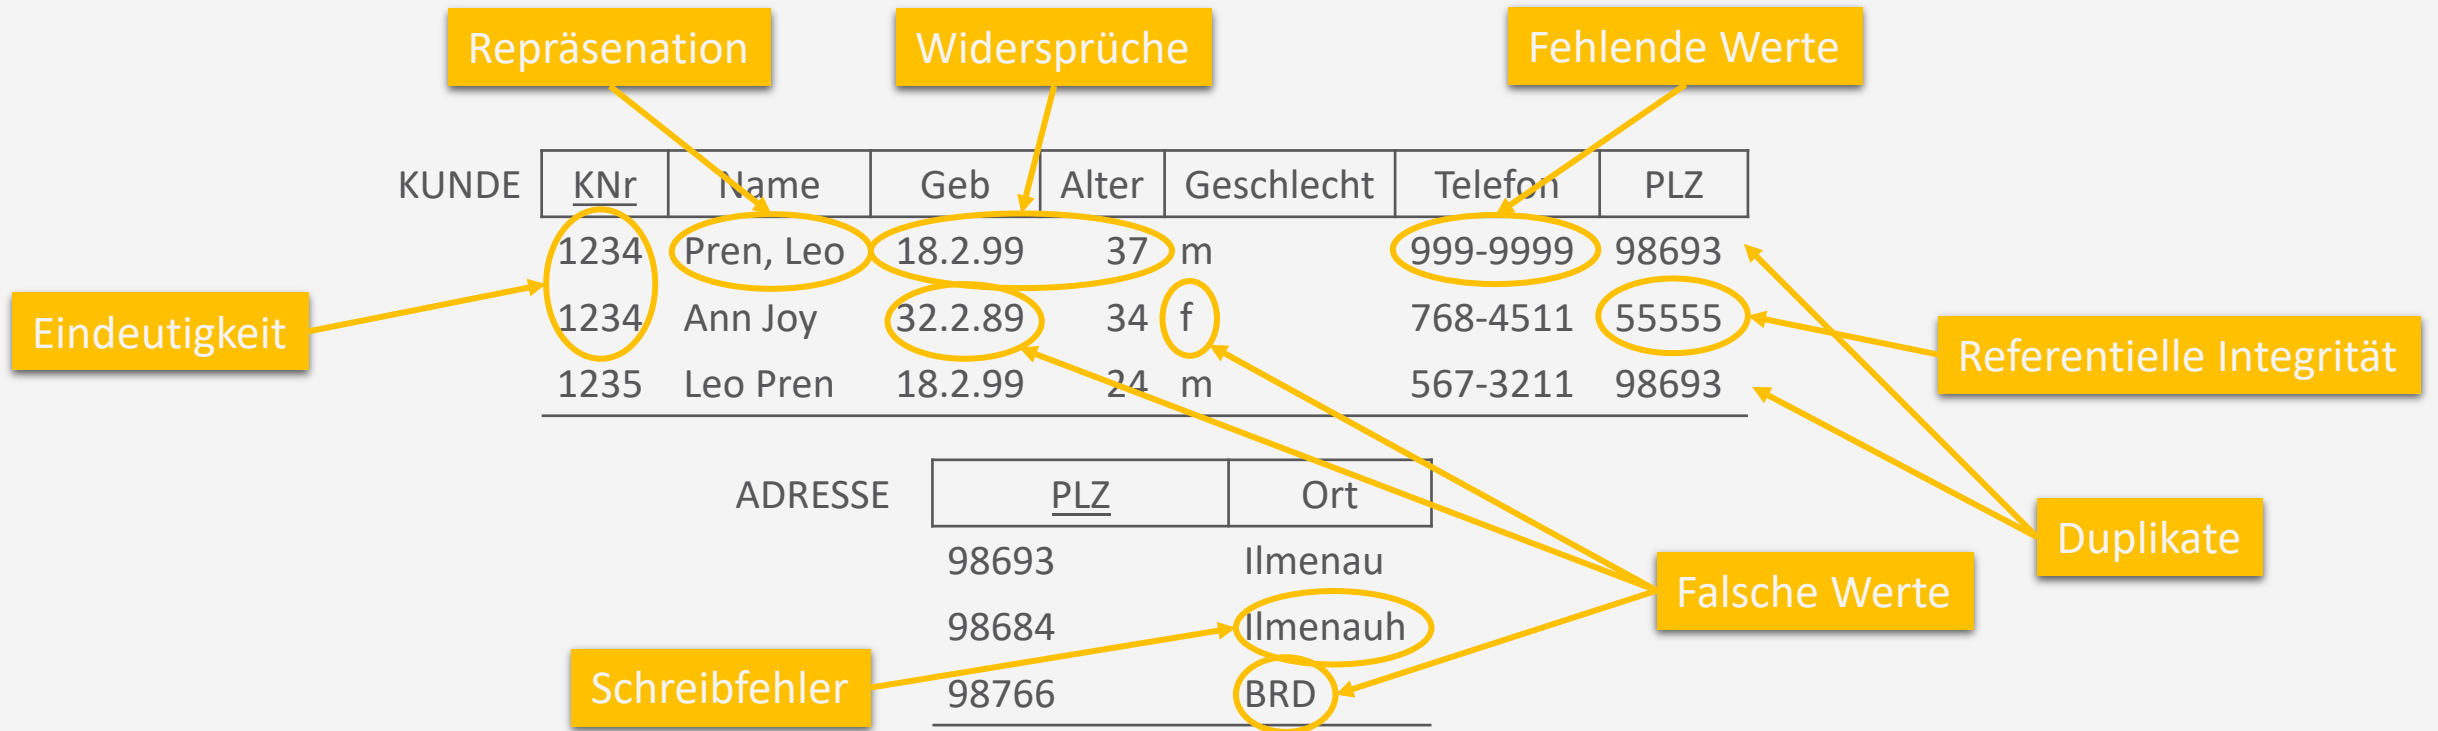 Repräsenation
Widersprüche
Fehlende Werte
KUNDE KNr Name Geb Alter Geschlecht Telefon PLZ
1234 Pren, Leo 18.2.99 37 m 999-9999 98693
1234 Ann Joy 32.2.89 34 f 768-4511 55555
1235 Leo Pren 18.2.99 24 m 567-3211 98693
Eindeutigkeit
Referentielle Integrität
ADRESSE PLZ Ort
98693 Ilmenau
98684 Ilmenauh
98766 BRD
Duplikate
Falsche Werte
Schreibfehler